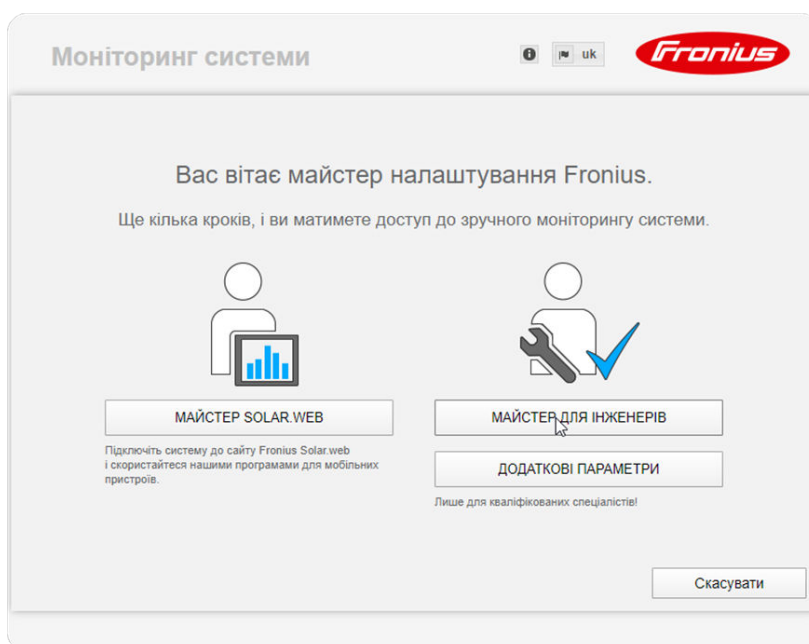 Моніторинг системи
uk
Fronius
Вас вітає майстер налаштування Fronius.
Ще кілька кроків, і ви матимете доступ до зручного моніторингу системи.
МАЙСТЕР SOLAR.WEB
Підключіть систему до сайту Fronius Solar.web
і скористайтеся нашими програмами для мобільних
пристроїв.
МАЙСТЕР ДЛЯ ІНЖЕНЕРІВ
ДОДАТКОВІ ПАРАМЕТРИ
Лише для кваліфікованих спеціалістів!
Скасувати